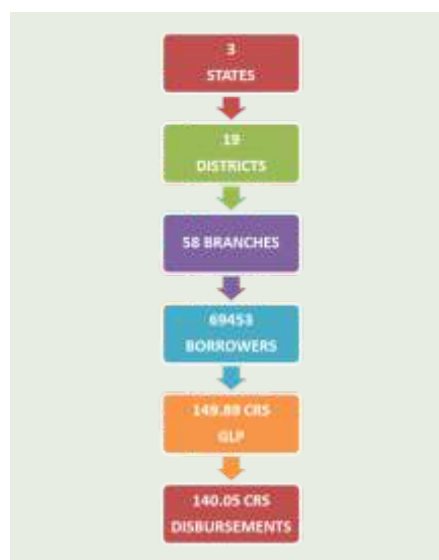 3
STATES
19
DISTRICTS
58 BRANCHES
69453
BORROWERS
149.89 CRS
GLP
140.05 CRS
DISBURSEMENTS